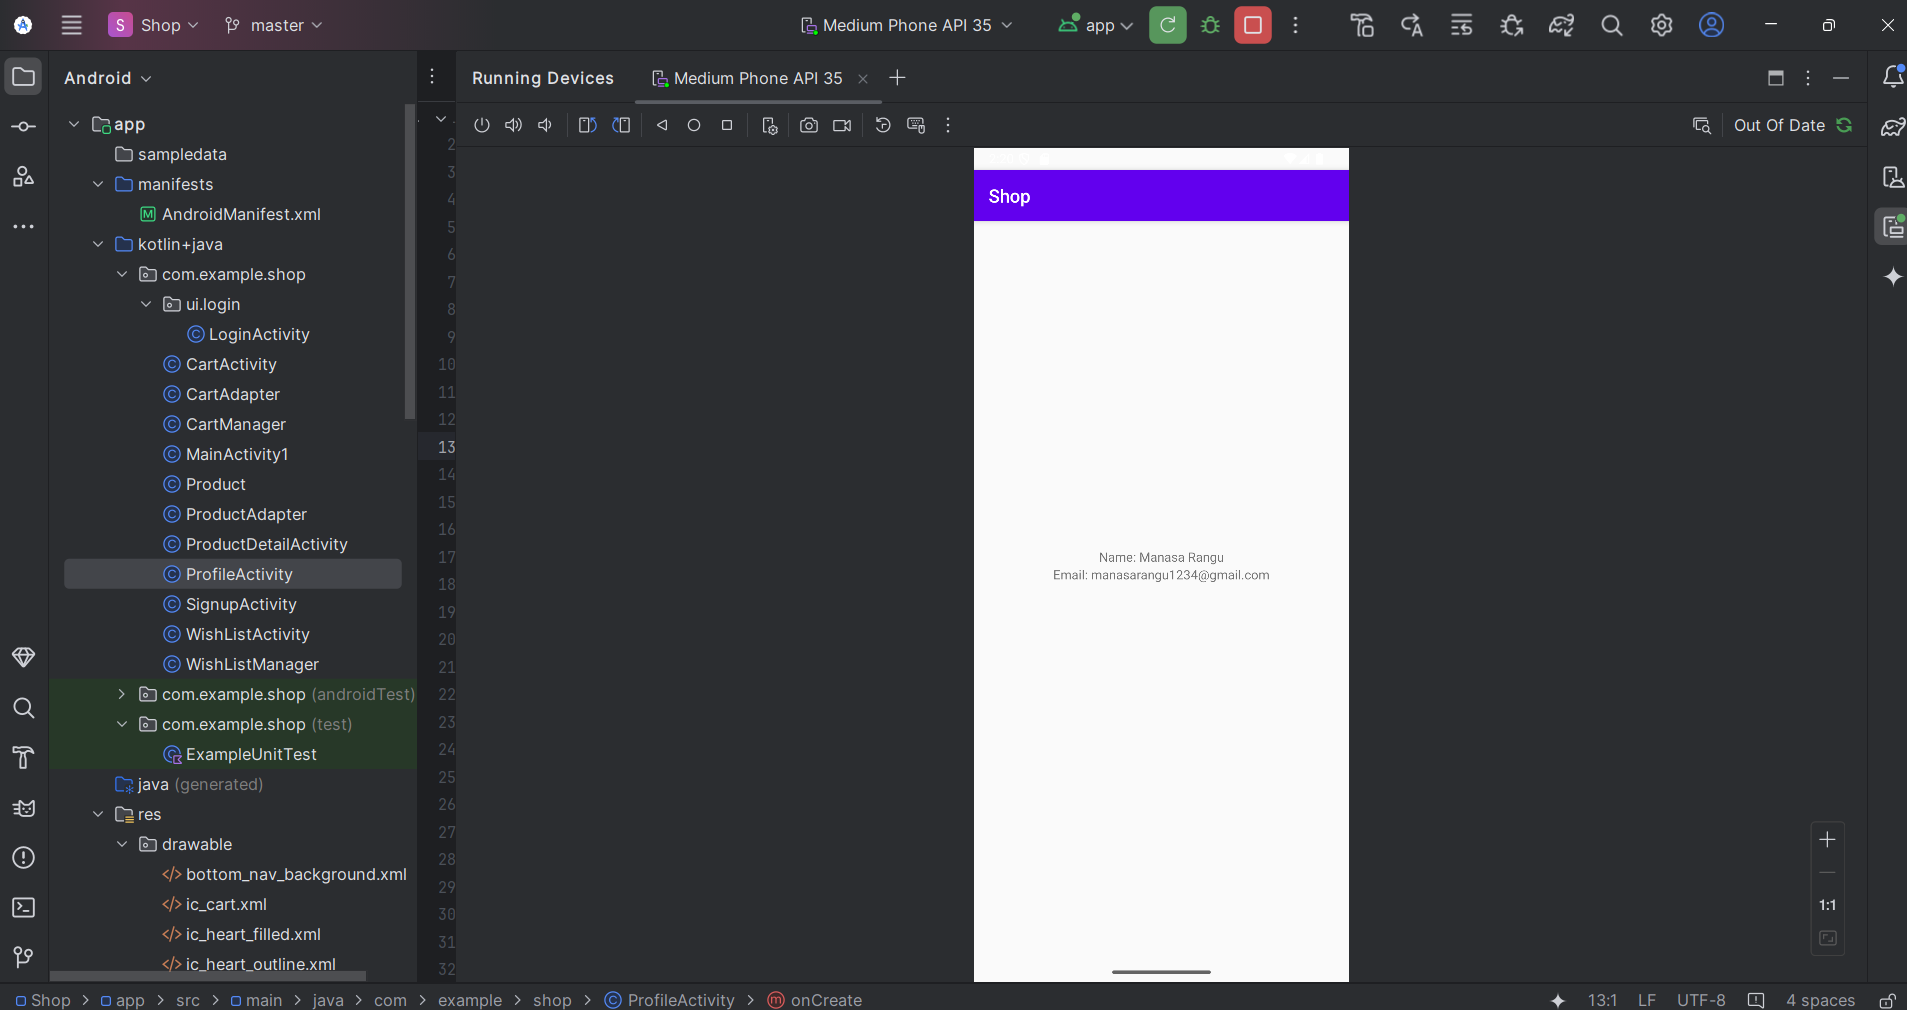 S Shop master Medium Phone API 35 app
Android Running Devices Medium Phone API 35
Out Of Date
app
sampledata
manifests
AndroidManifest.xml
kotlin+java
com.example.shop
ui.login
LoginActivity
CartActivity
CartAdapter
CartManager
MainActivity1
Product
ProductAdapter
ProductDetailActivity
ProfileActivity
SignupActivity
WishListActivity
WishListManager
com.example.shop (androidTest)
com.example.shop (test)
ExampleUnitTest
java (generated)
res
drawable
bottom_nav_background.xml
ic_cart.xml
ic_heart_filled.xml
ic_heart_outline.xml
2
3
4
5
6
7
8
9
10
11
12
13
14
15
16
17
18
19
20
21
22
23
24
25
26
27
28
29
30
31
32
Shop
Name: Manasa Rangu
Email: manasarangu1234@gmail.com
1:1
Shop > app > src > main > java > com > example > shop > ProfileActivity > onCreate 13:1 LF UTF-8 4 spaces